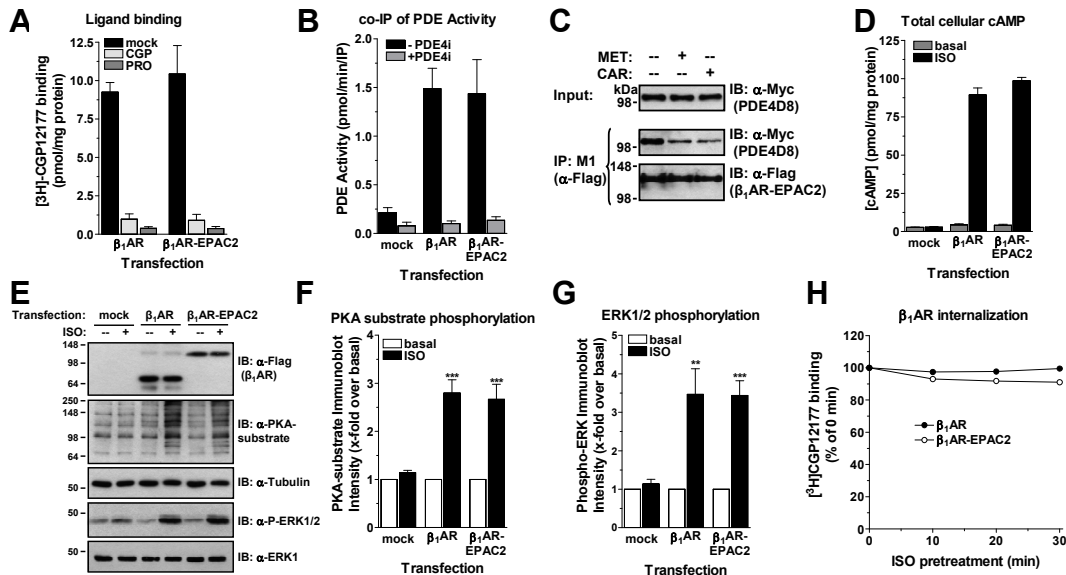 A
Ligand binding
[3H]-CGP12177 binding
(pmol/mg protein)
12.5
10.0
7.5
5.0
2.5
0.0
mock
CGP
PRO
β1AR
β1AR-EPAC2
Transfection
B
co-IP of PDE Activity
PDE Activity (pmol/min/IP)
2.0
1.5
1.0
0.5
0.0
- PDE4i
+PDE4i
mock
β1AR
β1AR-
EPAC2
Transfection
C
MET: -- + --
CAR: -- -- +
kDa
Input: 98
IB: α-Myc
(PDE4D8)
IP: M1
(α-Flag)
98
IB: α-Myc
(PDE4D8)
148
98
IB: α-Flag
(β1AR-EPAC2)
D
Total cellular cAMP
[cAMP] (pmol/mg protein)
125
100
75
50
25
0
basal
ISO
mock
β1AR
β1AR-
EPAC2
Transfection
E
Transfection: mock β1AR β1AR-EPAC2
ISO: -- + -- + -- +
148
98
64
IB: α-Flag
(β1AR)
250
148
98
64
IB: α-PKA-
substrate
50
IB: α-Tubulin
50
IB: α-P-ERK1/2
50
IB: α-ERK1
F
PKA substrate phosphorylation
PKA-substrate Immunoblot
Intensity (x-fold over basal)
4
3
2
1
0
basal
ISO
***
***
mock
β1AR
β1AR-
EPAC2
Transfection
G
ERK1/2 phosphorylation
Phospho-ERK Immunoblot
Intensity (x-fold over basal)
5
4
3
2
1
0
basal
ISO
**
***
mock
β1AR
β1AR-
EPAC2
Transfection
H
β1AR internalization
[³H]CGP12177 binding
(% of 0 min)
120
100
80
60
40
20
0
β1AR
β1AR-EPAC2
0 10 20 30
ISO pretreatment (min)